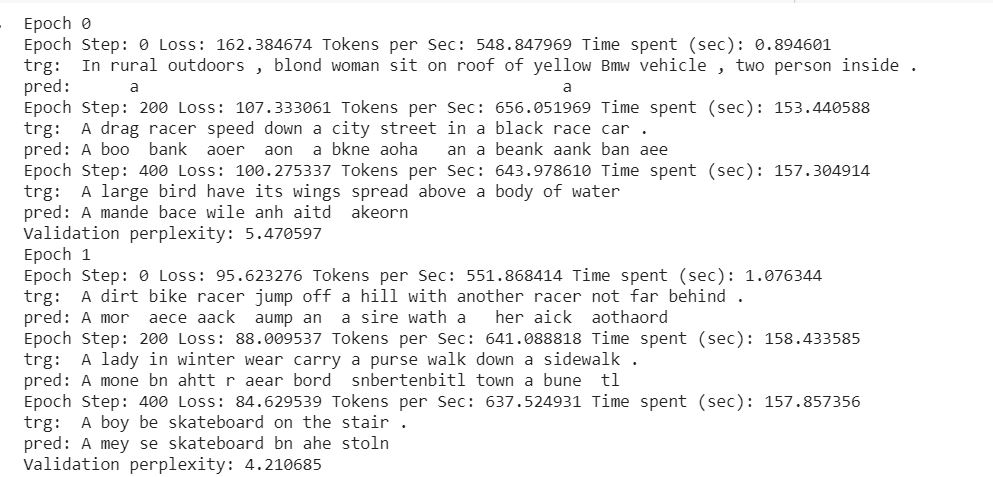 Epoch 0
Epoch Step: 0 Loss: 162.384674 Tokens per Sec: 548.847969 Time spent (sec): 0.894601
trg:  In rural outdoors , blond woman sit on roof of yellow Bmw vehicle , two person inside .
pred:      a                                            a
Epoch Step: 200 Loss: 107.333061 Tokens per Sec: 656.051969 Time spent (sec): 153.440588
trg:  A drag racer speed down a city street in a black race car .
pred: A boo  bank  aoer  aon  a bkne aoha   an a beank aank ban aee
Epoch Step: 400 Loss: 100.275337 Tokens per Sec: 643.978610 Time spent (sec): 157.304914
trg:  A large bird have its wings spread above a body of water
pred: A mande bace wile anh aitd  akeorn
Validation perplexity: 5.470597
Epoch 1
Epoch Step: 0 Loss: 95.623276 Tokens per Sec: 551.868414 Time spent (sec): 1.076344
trg:  A dirt bike racer jump off a hill with another racer not far behind .
pred: A mor  aece aack  aump an  a sire wath a   her aick  aothaord
Epoch Step: 200 Loss: 88.009537 Tokens per Sec: 641.088818 Time spent (sec): 158.433585
trg:  A lady in winter wear carry a purse walk down a sidewalk .
pred: A mone bn ahtt r aear bord  snbertenbitl town a bune  tl
Epoch Step: 400 Loss: 84.629539 Tokens per Sec: 637.524931 Time spent (sec): 157.857356
trg:  A boy be skateboard on the stair .
pred: A mey se skateboard bn ahe stoln
Validation perplexity: 4.210685